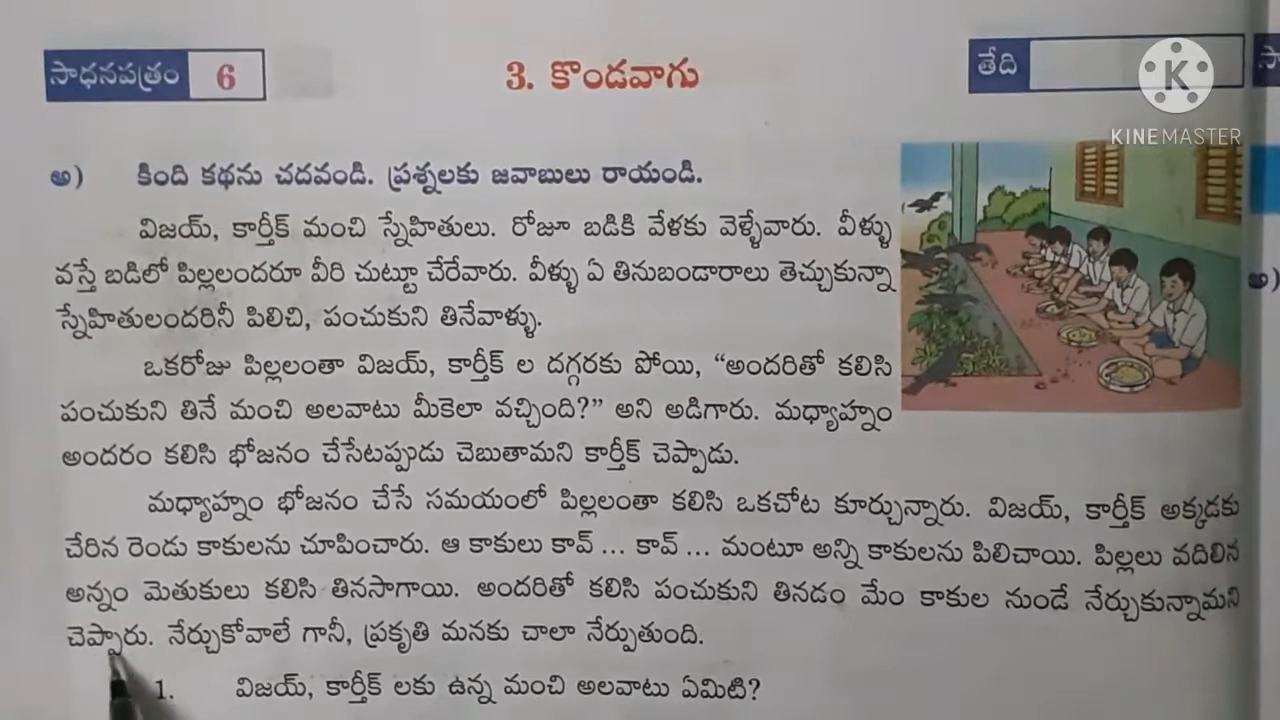 సాధనపత్రం 6
3. కొండవాగు
తేది
K
KINEMASTER
అ) కింది కథను చదవండి. ప్రశ్నలకు జవాబులు రాయండి.
విజయ్, కార్తీక్ మంచి స్నేహితులు. రోజూ బడికి వేళకు వెళ్ళేవారు. వీళ్ళు
వస్తే బడిలో పిల్లలందరూ వీరి చుట్టూ చేరేవారు. వీళ్ళు ఏ తినుబండారాలు తెచ్చుకున్నా
స్నేహితులందరినీ పిలిచి, పంచుకుని తినేవాళ్ళు.
ఒకరోజు పిల్లలంతా విజయ్, కార్తీక్ ల దగ్గరకు పోయి, “అందరితో కలిసి
పంచుకుని తినే మంచి అలవాటు మీకెలా వచ్చింది?” అని అడిగారు. మధ్యాహ్నం
అందరం కలిసి భోజనం చేసేటప్పుడు చెబుతామని కార్తీక్ చెప్పాడు.
మధ్యాహ్నం భోజనం చేసే సమయంలో పిల్లలంతా కలిసి ఒకచోట కూర్చున్నారు. విజయ్, కార్తీక్ అక్కడకు
చేరిన రెండు కాకులను చూపించారు. ఆ కాకులు కావ్ ... కావ్ ... మంటూ అన్ని కాకులను పిలిచాయి. పిల్లలు వదిలిన
అన్నం మెతుకులు కలిసి తినసాగాయి. అందరితో కలిసి పంచుకుని తినడం మేం కాకుల నుండే నేర్చుకున్నామని
చెప్పారు. నేర్చుకోవాలే గానీ, ప్రకృతి మనకు చాలా నేర్పుతుంది.
1. విజయ్, కార్తీక్ లకు ఉన్న మంచి అలవాటు ఏమిటి?